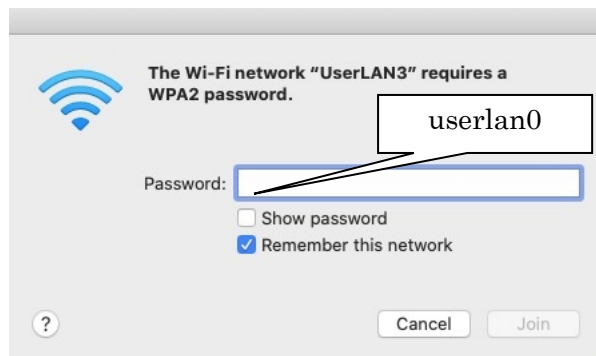 The Wi-Fi network “UserLAN3” requires a
WPA2 password.
userlan0
Password:
Show password
Remember this network
?
Cancel
Join